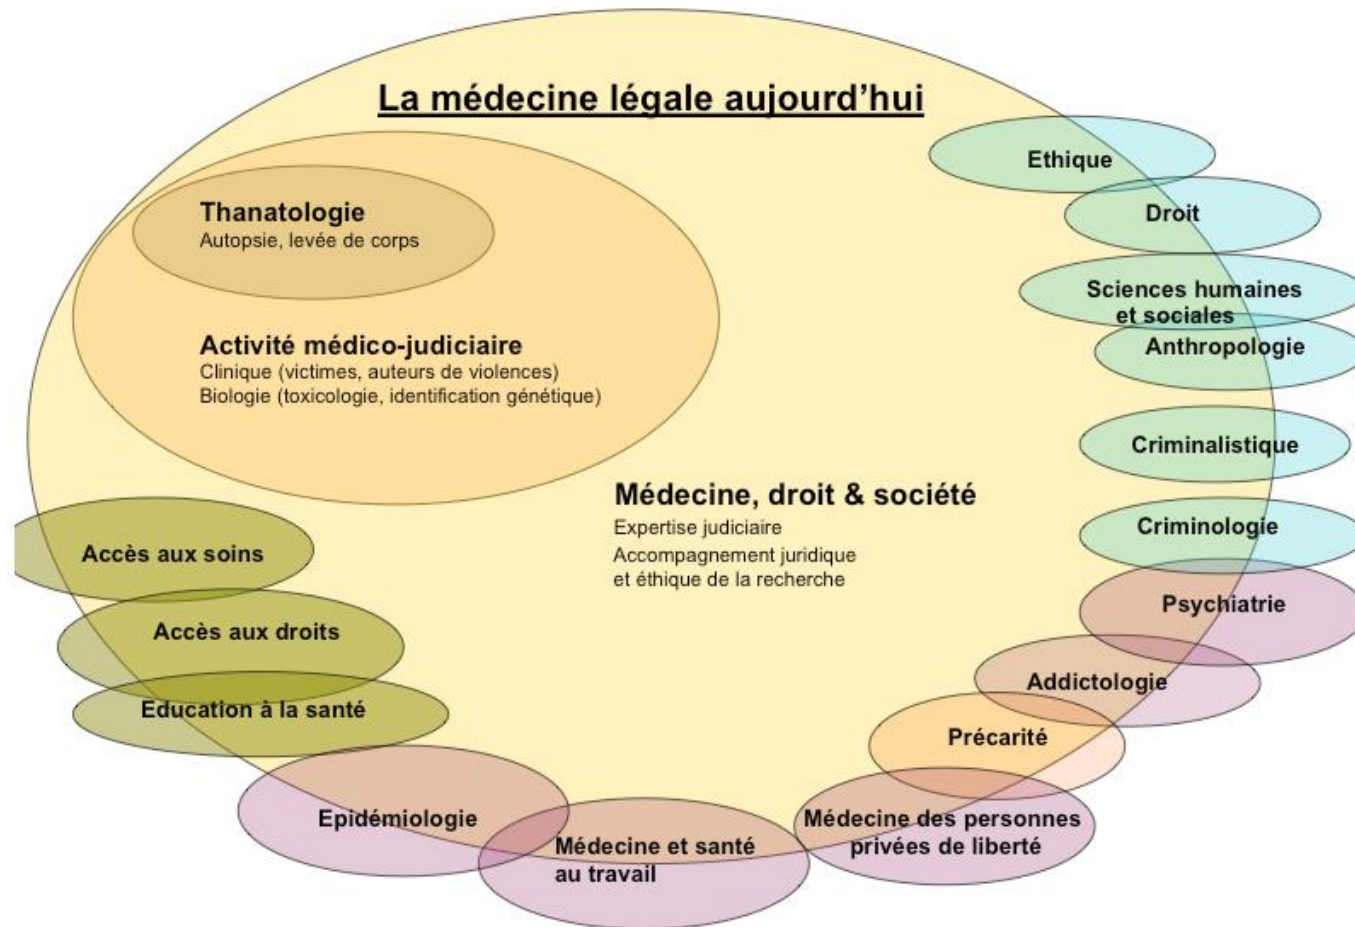 La médecine légale aujourd'hui
Ethique
Thanatologie
Autopsie, levée de corps
Droit
Sciences humaines
et sociales
Anthropologie
Activité médico-judiciaire
Clinique (victimes, auteurs de violences)
Biologie (toxicologie, identification génétique)
Criminalistique
Médecine, droit & société
Expertise judiciaire
Accompagnement juridique
et éthique de la recherche
Criminologie
Accès aux soins
Psychiatrie
Accès aux droits
Addictologie
Education à la santé
Précarité
Epidémiologie
Médecine et santé
au travail
Médecine des personnes
privées de liberté